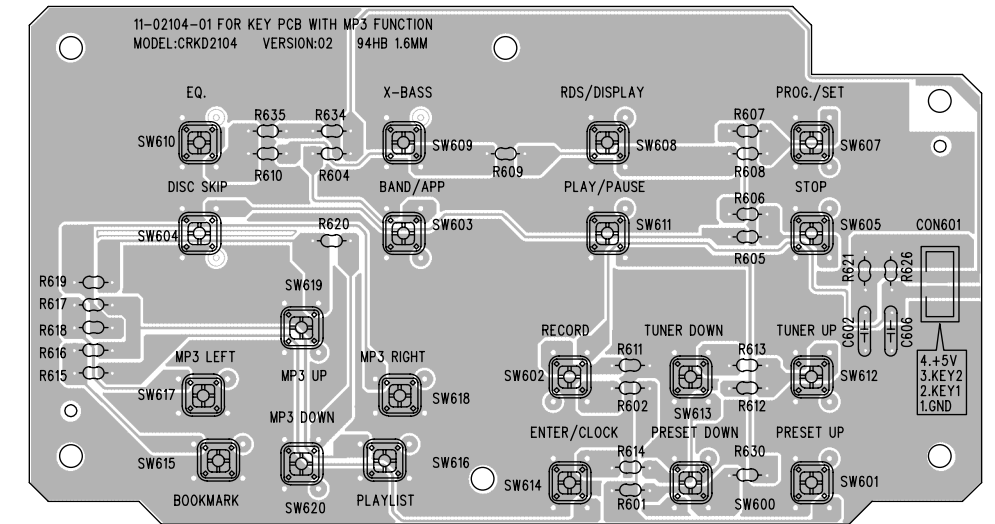 11-02104-01 FOR KEY PCB WITH MP3 FUNCTION
MODEL:CRKD2104 VERSION:02 94HB 1.6MM
EQ. X-BASS RDS/DISPLAY PROG./SET
R635 R634 R607
SW610 SW609 SW608 SW607
R610 R604 R609 R608
DISC SKIP BAND/APP PLAY/PAUSE STOP
R606
SW604 R620 SW603 SW611 SW605 CON601
R605 R621 R626
R619 SW619
R617
R618 RECORD TUNER DOWN TUNER UP C602 C606
R616 MP3 LEFT MP3 RIGHT R611 R613
R615 MP3 UP SW602 SW612
4.+5V
3.KEY2
2.KEY1
1.GND
SW617 SW618 R602 SW613 R612
MP3 DOWN ENTER/CLOCK PRESET DOWN PRESET UP
SW615 SW616 R614 R630
SW614 SW601
BOOKMARK SW620 PLAYLIST R601 SW600